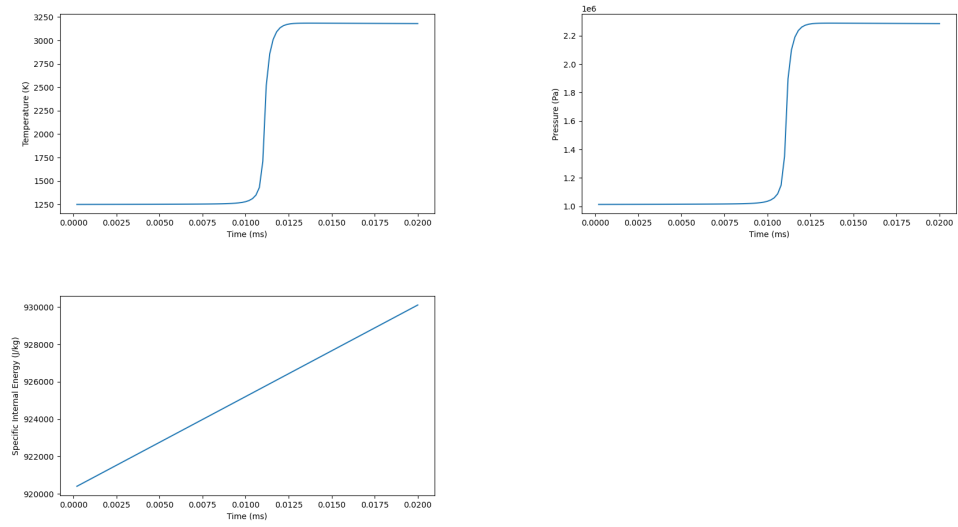 3250
3000
2750
2500
2250
2000
1750
1500
1250
Temperature (K)
0.0000 0.0025 0.0050 0.0075 0.0100 0.0125 0.0150 0.0175 0.0200
Time (ms)
1e6
2.2
2.0
1.8
1.6
1.4
1.2
1.0
Pressure (Pa)
0.0000 0.0025 0.0050 0.0075 0.0100 0.0125 0.0150 0.0175 0.0200
Time (ms)
930000
928000
926000
924000
922000
920000
Specific Internal Energy (J/kg)
0.0000 0.0025 0.0050 0.0075 0.0100 0.0125 0.0150 0.0175 0.0200
Time (ms)